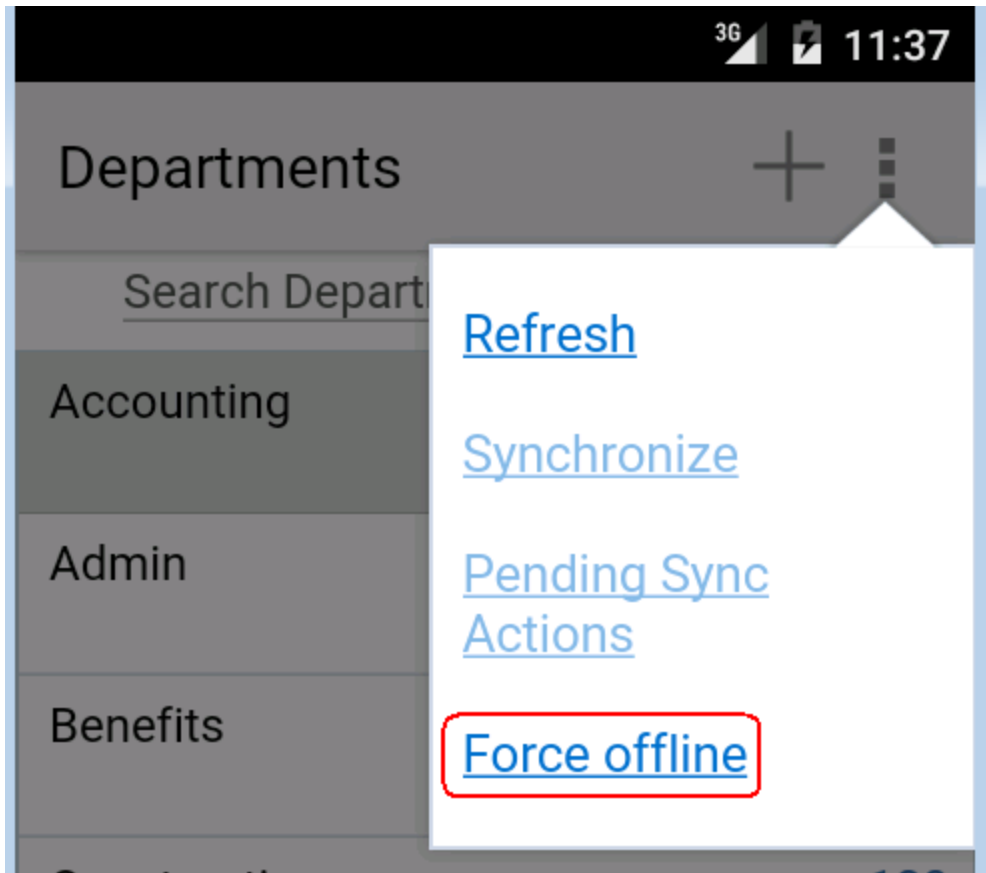 3G 11:37
Departments
Search Depart
Refresh
Accounting
Synchronize
Admin
Pending Sync
Actions
Benefits
Force offline